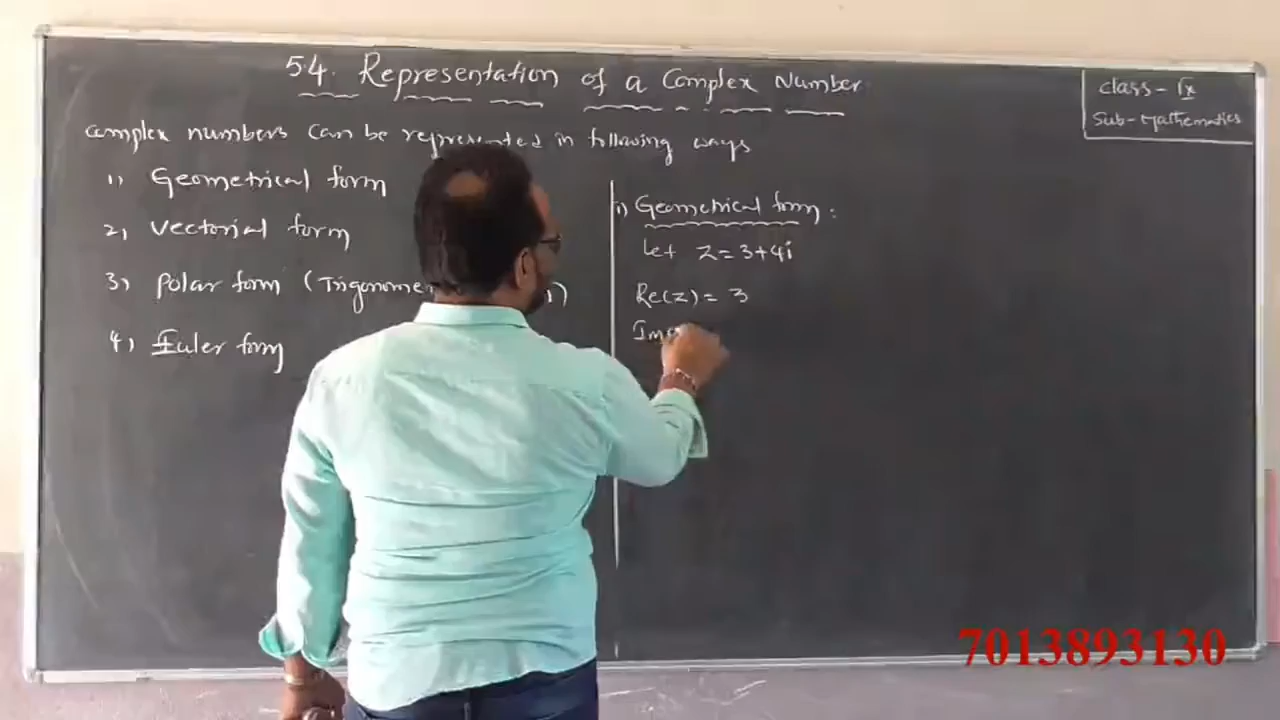 54. Representation of a Complex Number
class - IX
Sub - Mathematics
complex numbers can be represented in following ways
1) Geometrical form
2) Vectorial form
3) Polar form (Trigonome
4) Euler form
1) Geometrical form :
Let z = 3+4i
Re(z) = 3
Im
7013893130